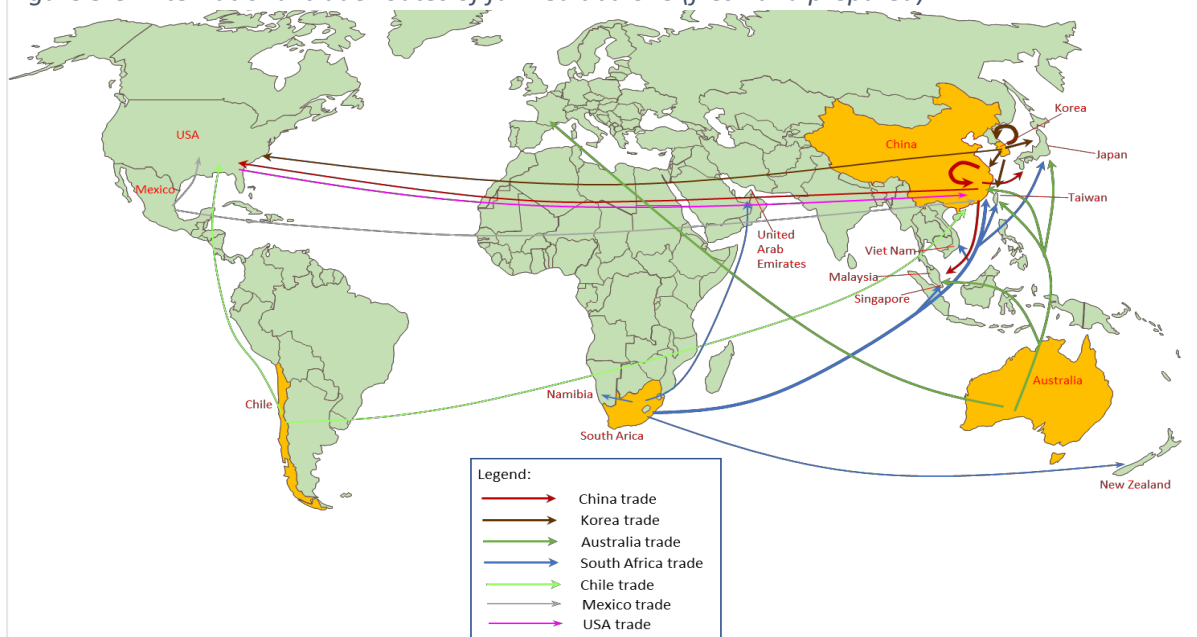 USA
Mexico
Chile
China
Korea
Japan
Taiwan
United
Arab
Emirates
Viet Nam
Malaysia
Singapore
Namibia
South Arica
Australia
New Zealand
Legend:
China trade
Korea trade
Australia trade
South Africa trade
Chile trade
Mexico trade
USA trade